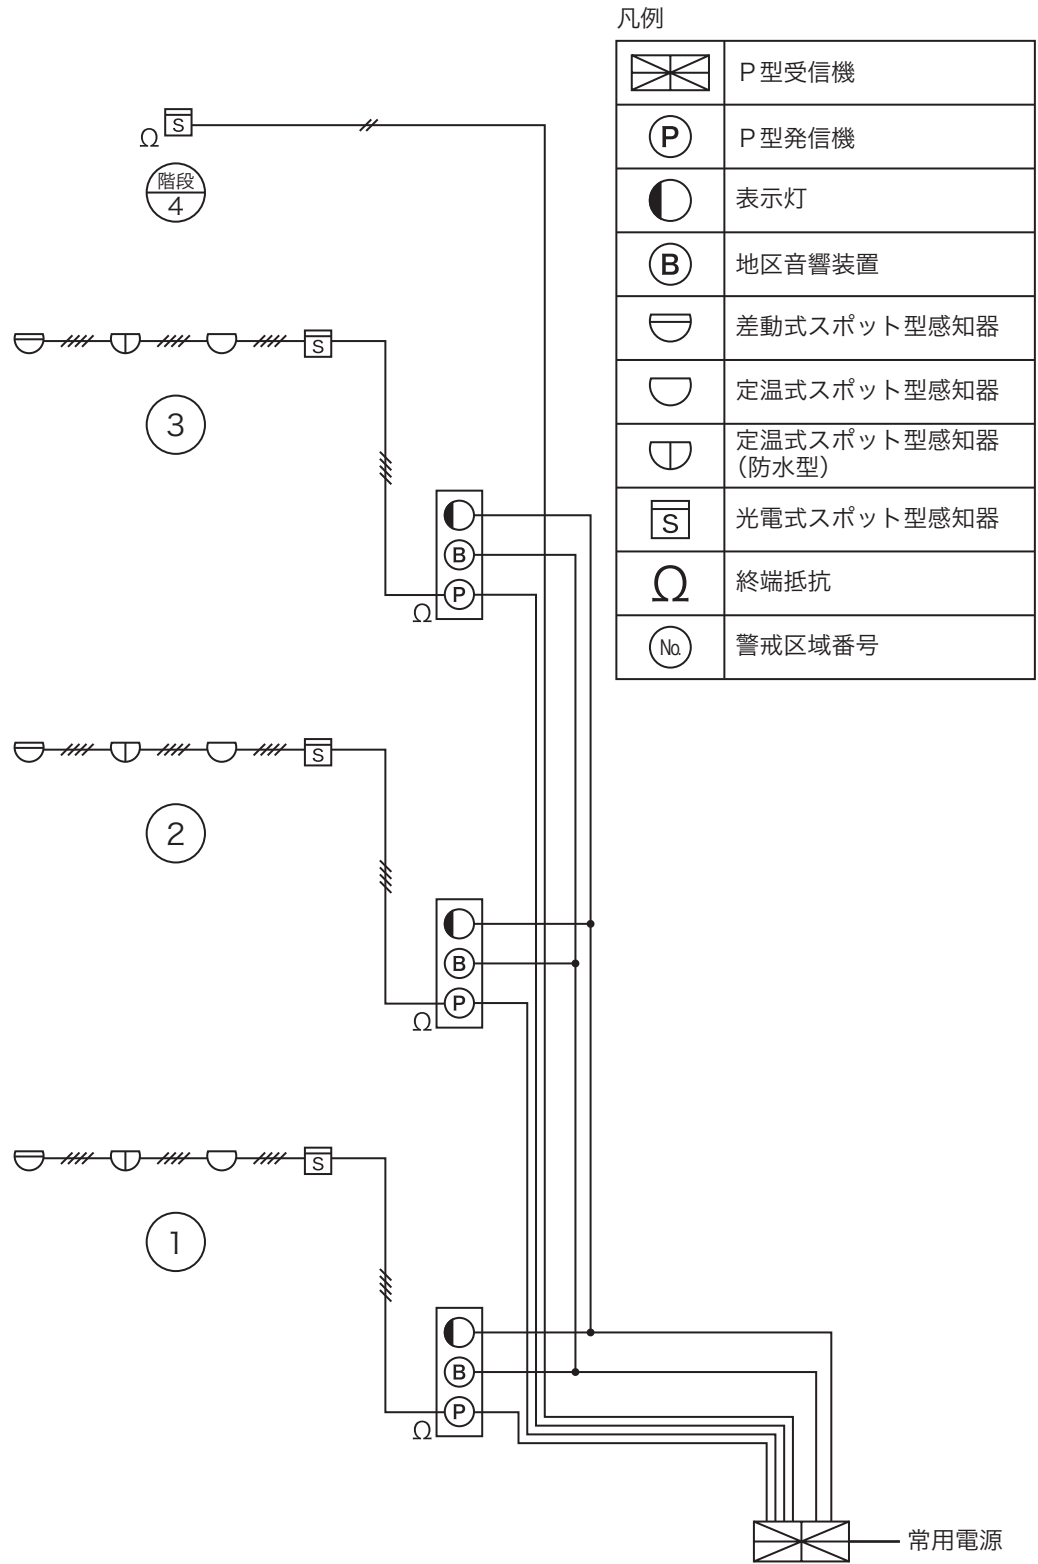 凡例
P型受信機
P
P型発信機
表示灯
B
地区音響装置
差動式スポット型感知器
定温式スポット型感知器
定温式スポット型感知器
(防水型)
S
光電式スポット型感知器
Ω
終端抵抗
No.
警戒区域番号
S
Ω
階段
4
S
3
B
P
Ω
S
2
B
P
Ω
S
1
B
P
Ω
常用電源